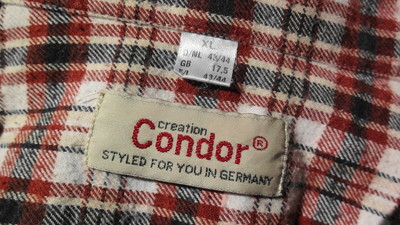 XL
D/NL 43/44
GB 17,5
43/44
creation
Condor®
STYLED FOR YOU IN GERMANY